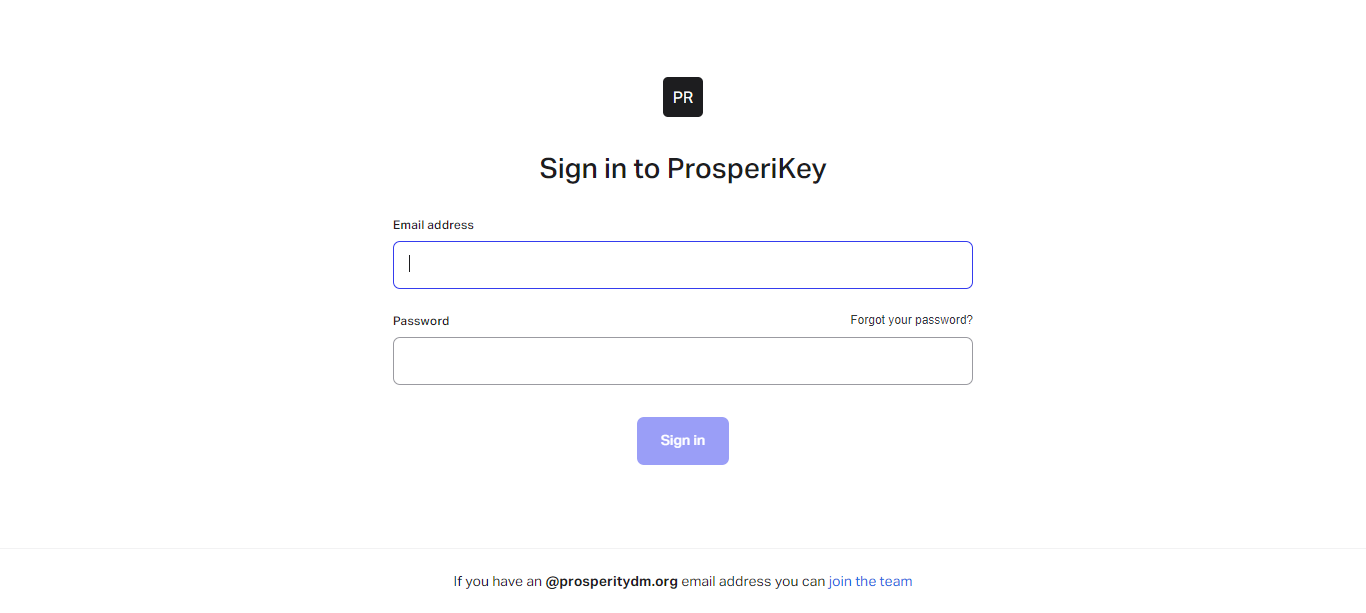 PR
Sign in to ProsperiKey
Email address
Password
Forgot your password?
Sign in
If you have an @prosperitydm.org email address you can join the team